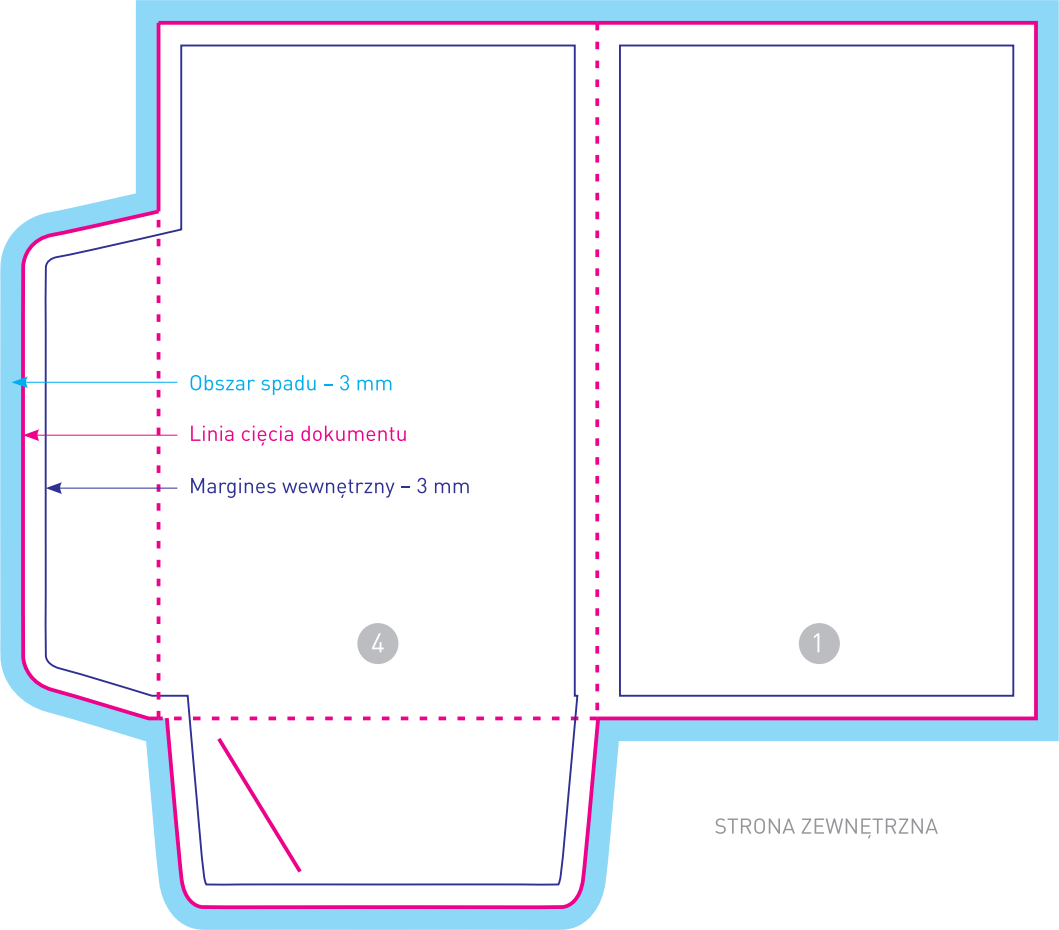 Obszar spadu – 3 mm
Linia cięcia dokumentu
Margines wewnętrzny – 3 mm
4
1
STRONA ZEWNĘTRZNA